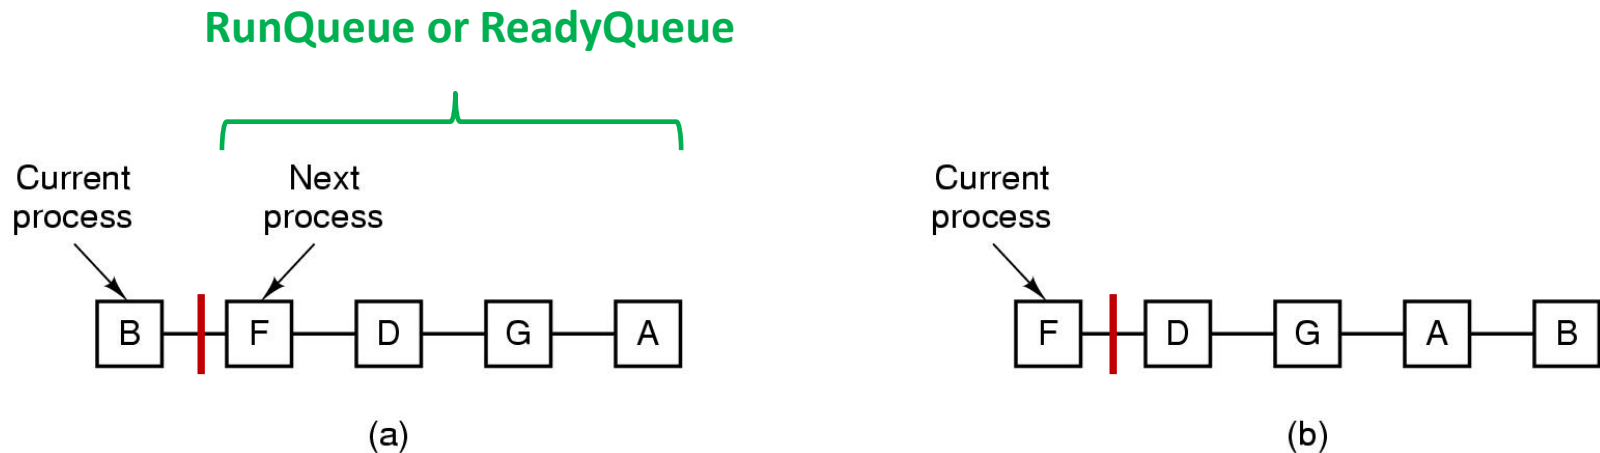 RunQueue or ReadyQueue
Current
process
Next
process
B F D G A
(a)
Current
process
F D G A B
(b)